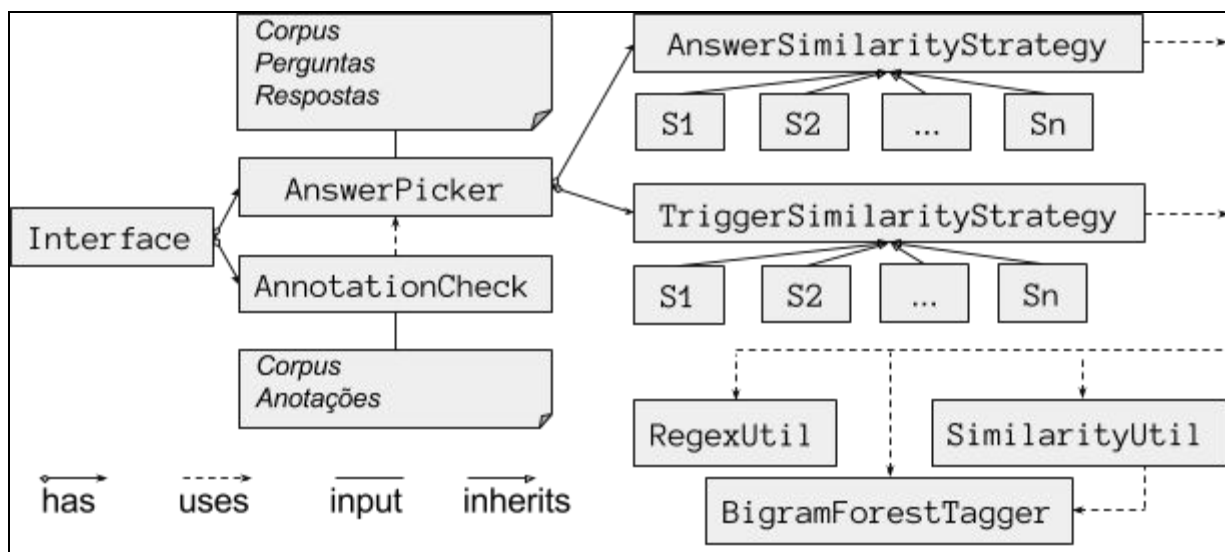 Corpus
Perguntas
Respostas
AnswerPicker
Interface
AnnotationCheck
Corpus
Anotações
AnswerSimilarityStrategy
S1
S2
...
Sn
TriggerSimilarityStrategy
S1
S2
...
Sn
RegexUtil
SimilarityUtil
BigramForestTagger
has
uses
input
inherits